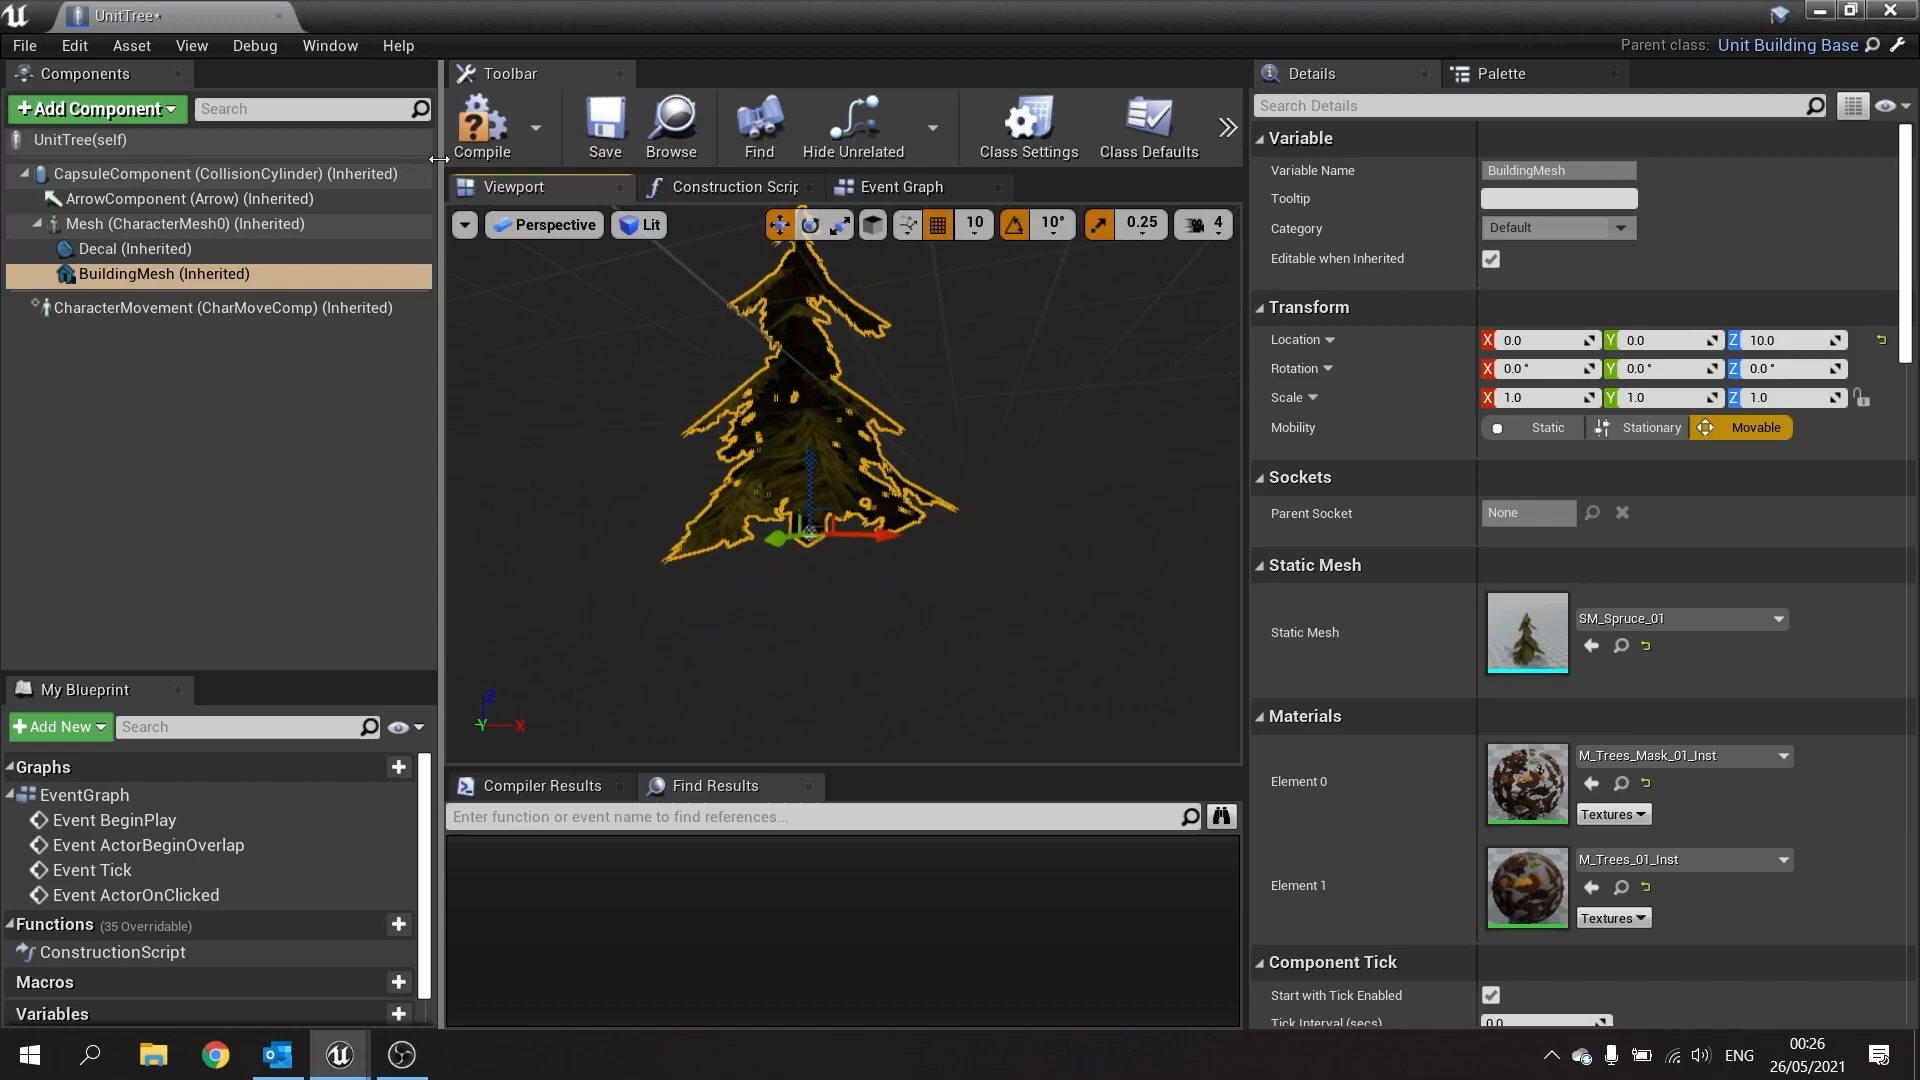 UnitTree*
File Edit Asset View Debug Window Help
Parent class: Unit Building Base
Components
+Add Component
Search
UnitTree(self)
CapsuleComponent (CollisionCylinder) (Inherited)
ArrowComponent (Arrow) (Inherited)
Mesh (CharacterMesh0) (Inherited)
Decal (Inherited)
BuildingMesh (Inherited)
CharacterMovement (CharMoveComp) (Inherited)
My Blueprint
+Add New
Search
Graphs
EventGraph
Event BeginPlay
Event ActorBeginOverlap
Event Tick
Event ActorOnClicked
Functions (35 Overridable)
ConstructionScript
Macros
Variables
Toolbar
Compile Save Browse Find Hide Unrelated Class Settings Class Defaults
Viewport Construction Scrip Event Graph
Perspective Lit 10 10° 0.25 4
Z
Y X
Compiler Results Find Results
Enter function or event name to find references...
Details Palette
Search Details
Variable
Variable Name BuildingMesh
Tooltip
Category Default
Editable when Inherited
Transform
Location X 0.0 Y 0.0 Z 10.0
Rotation X 0.0 ° Y 0.0 ° Z 0.0 °
Scale X 1.0 Y 1.0 Z 1.0
Mobility Static Stationary Movable
Sockets
Parent Socket None
Static Mesh
Static Mesh SM_Spruce_01
Materials
Element 0 M_Trees_Mask_01_Inst
Textures
Element 1 M_Trees_01_Inst
Textures
Component Tick
Start with Tick Enabled
Tick Interval (secs) 0.0
ENG
00:26
26/05/2021